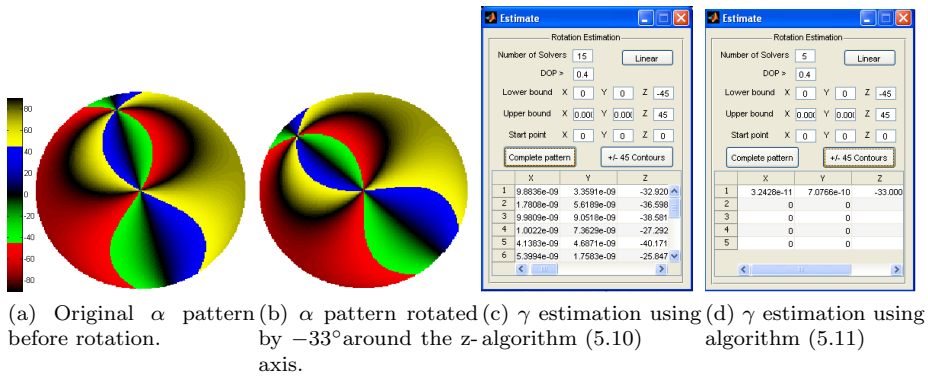 80
60
40
20
0
-20
-40
-60
-80
Estimate
Rotation Estimation
Number of Solvers 15 Linear
DOP > 0.4
Lower bound X 0 Y 0 Z -45
Upper bound X 0.000 Y 0.000 Z 45
Start point X 0 Y 0 Z 0
Complete pattern +/- 45 Contours
X Y Z
1 9.8836e-09 3.3591e-09 -32.920
2 1.7808e-09 5.6189e-09 -36.598
3 9.9809e-09 9.0518e-09 -38.581
4 1.0022e-09 7.3629e-09 -27.292
5 4.1383e-09 4.6871e-09 -40.171
6 5.3994e-09 1.7583e-09 -25.847
Estimate
Rotation Estimation
Number of Solvers 5 Linear
DOP > 0.4
Lower bound X 0 Y 0 Z -45
Upper bound X 0.000 Y 0.000 Z 45
Start point X 0 Y 0 Z 0
Complete pattern +/- 45 Contours
X Y Z
1 3.2428e-11 7.0766e-10 -33.000
2 0 0
3 0 0
4 0 0
5 0 0
(a) Original α pattern
before rotation.
(b) α pattern rotated
by −33° around the z-
axis.
(c) γ estimation using
algorithm (5.10)
(d) γ estimation using
algorithm (5.11)